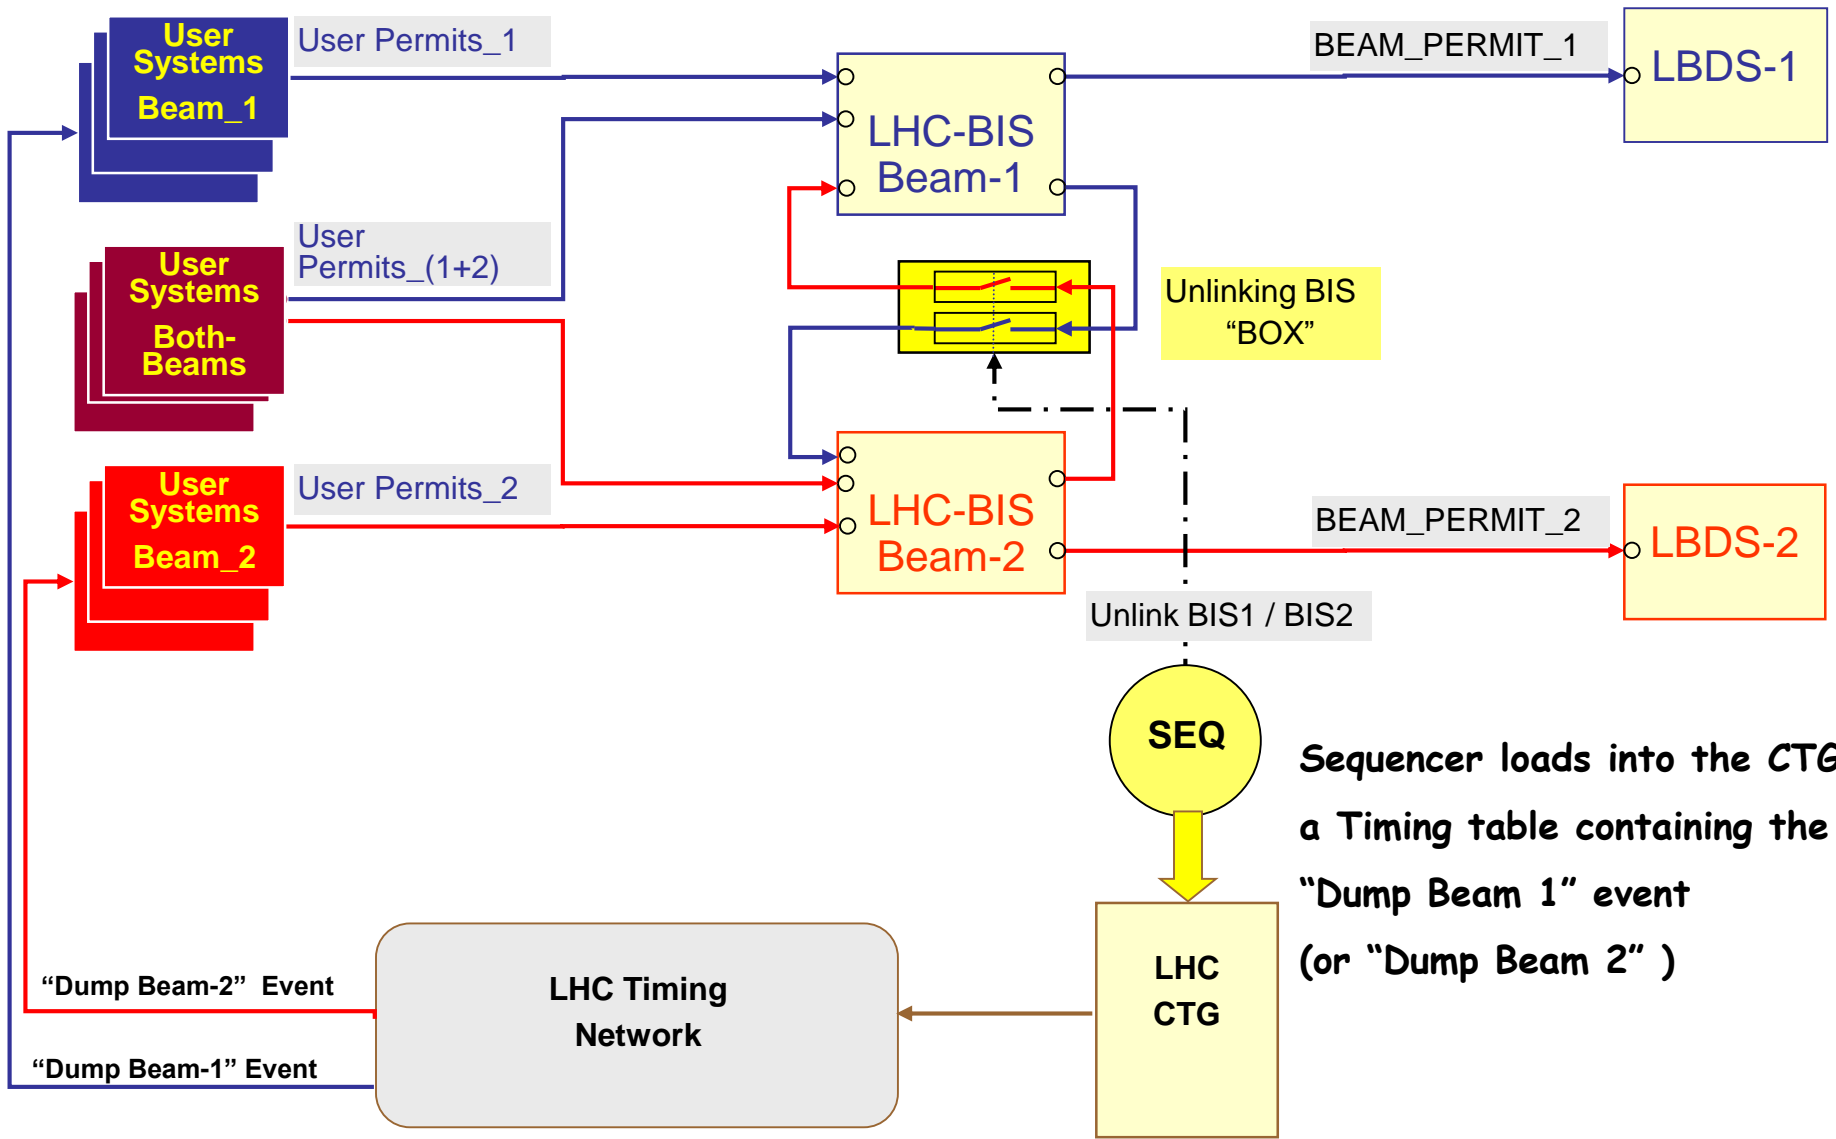 User
Systems
Beam_1
User Permits_1
LHC-BIS
Beam-1
BEAM_PERMIT_1
LBDS-1
User
Systems
Both-
Beams
User
Permits_(1+2)
Unlinking BIS
“BOX”
User
Systems
Beam_2
User Permits_2
LHC-BIS
Beam-2
BEAM_PERMIT_2
LBDS-2
Unlink BIS1 / BIS2
SEQ
Sequencer loads into the CTG
a Timing table containing the
“Dump Beam 1” event
(or “Dump Beam 2” )
LHC
CTG
LHC Timing
Network
“Dump Beam-2” Event
“Dump Beam-1” Event